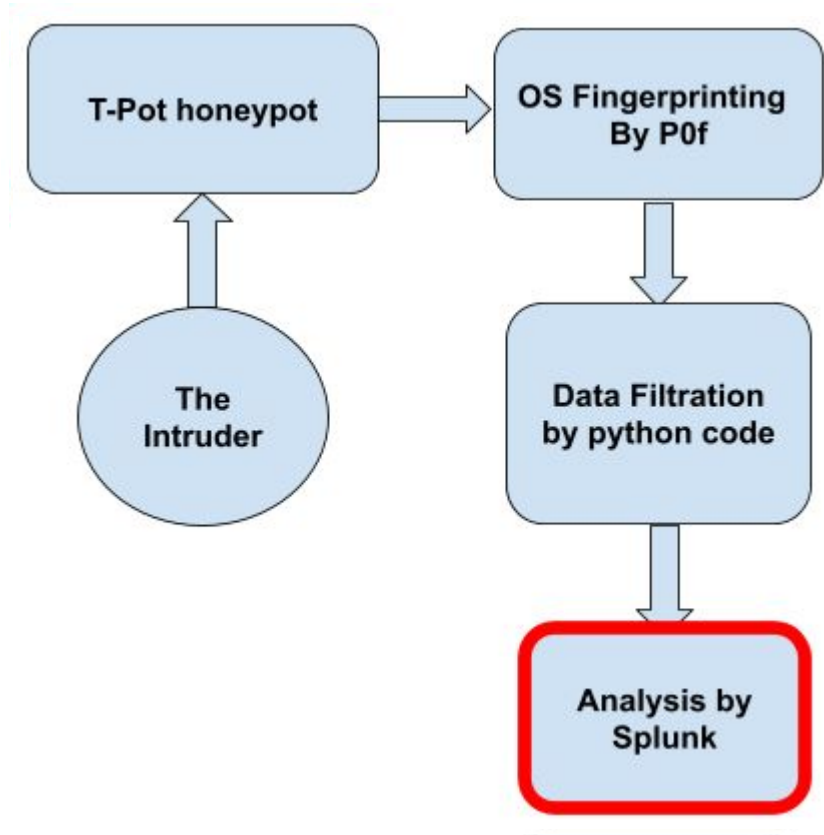 T-Pot honeypot
OS Fingerprinting
By P0f
The
Intruder
Data Filtration
by python code
Analysis by
Splunk